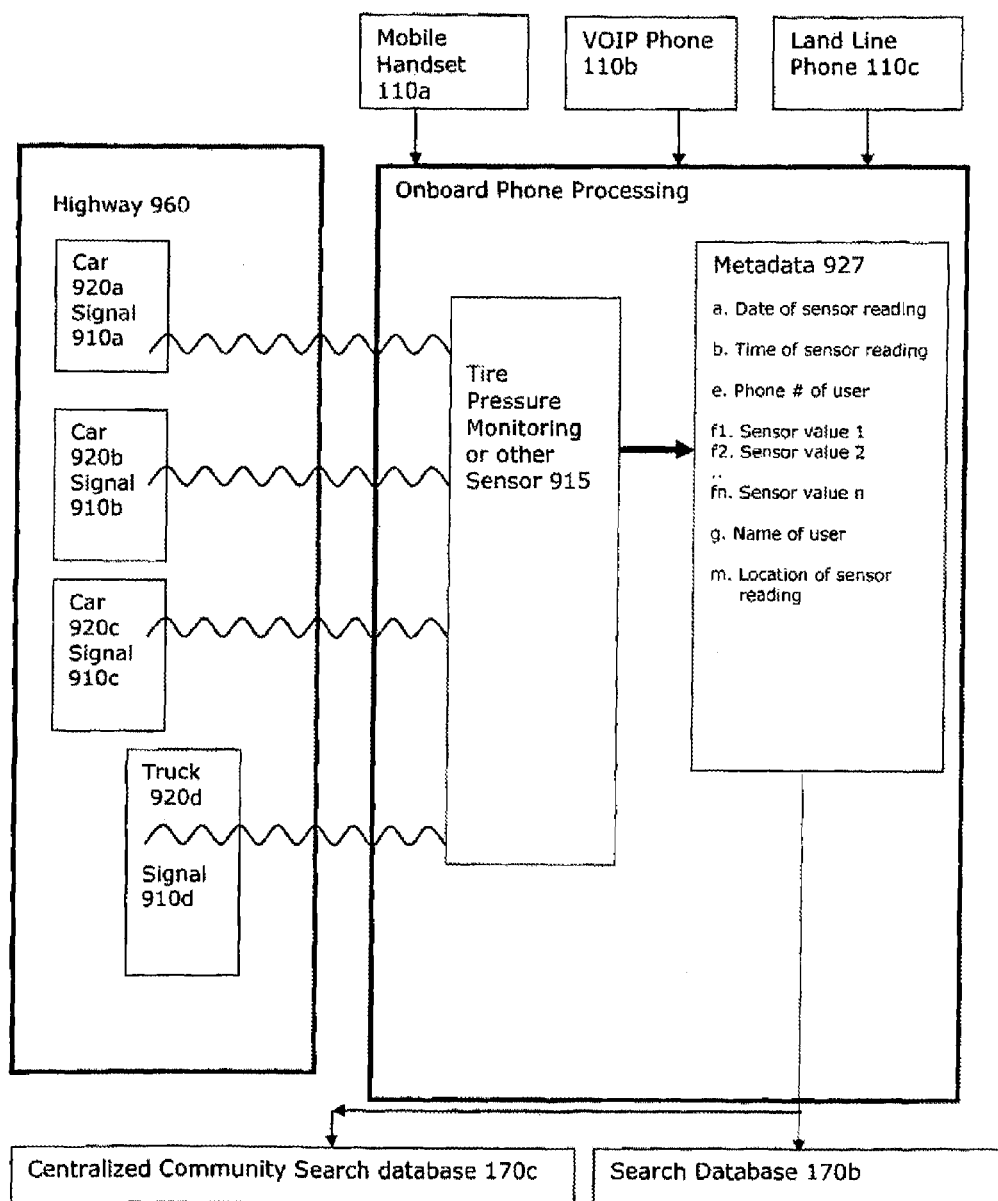 Mobile
Handset
110a
VOIP Phone
110b
Land Line
Phone 110c
Highway 960
Car
920a
Signal
910a
Car
920b
Signal
910b
Car
920c
Signal
910c
Truck
920d
Signal
910d
Onboard Phone Processing
Tire
Pressure
Monitoring
or other
Sensor 915
Metadata 927
a. Date of sensor reading
b. Time of sensor reading
e. Phone # of user
f1. Sensor value 1
f2. Sensor value 2
..
fn. Sensor value n
g. Name of user
m. Location of sensor
reading
Centralized Community Search database 170c
Search Database 170b